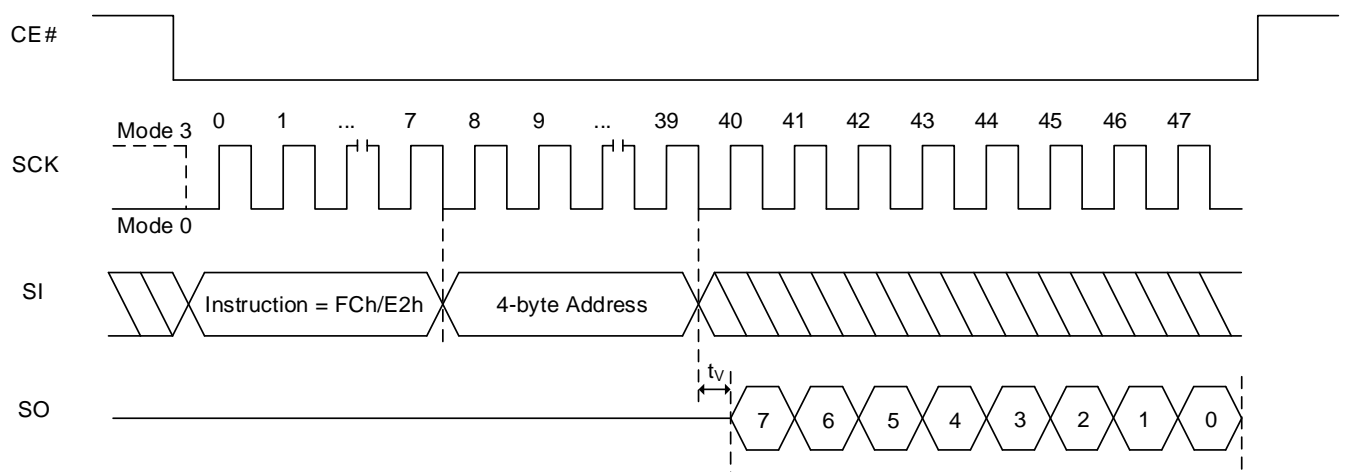 CE#
Mode 3 0 1 ... 7 8 9 ... 39 40 41 42 43 44 45 46 47
SCK
Mode 0
SI Instruction = FCh/E2h 4-byte Address
tV
SO 7 6 5 4 3 2 1 0